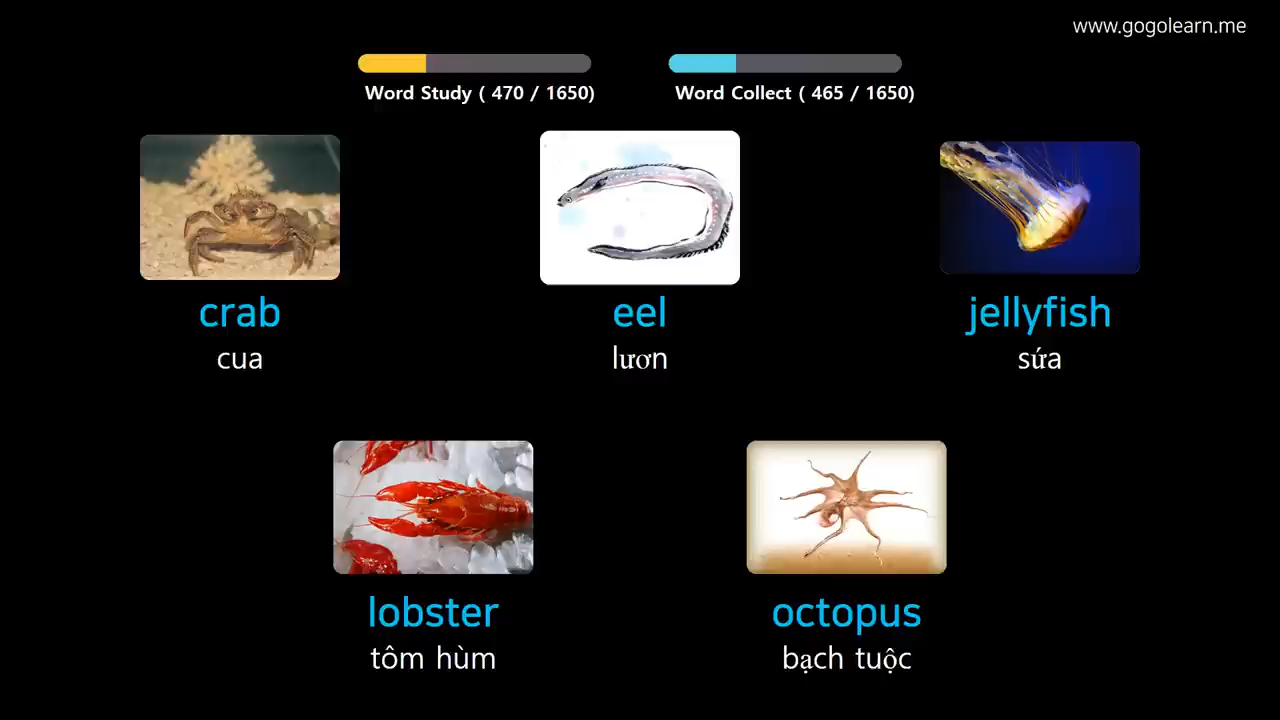 www.gogolearn.me
Word Study ( 470 / 1650)
Word Collect ( 465 / 1650)
crab
cua
eel
lươn
jellyfish
sứa
lobster
tôm hùm
octopus
bạch tuộc